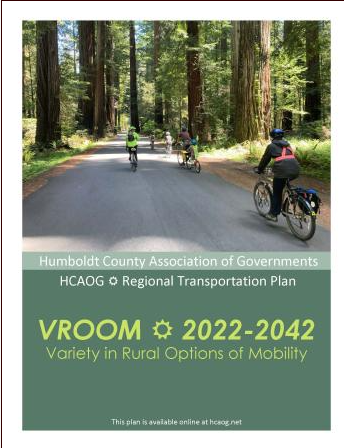 Humboldt County Association of Governments
HCAOG ⛭ Regional Transportation Plan
VROOM ⛭ 2022-2042
Variety in Rural Options of Mobility
This plan is available online at hcaog.net